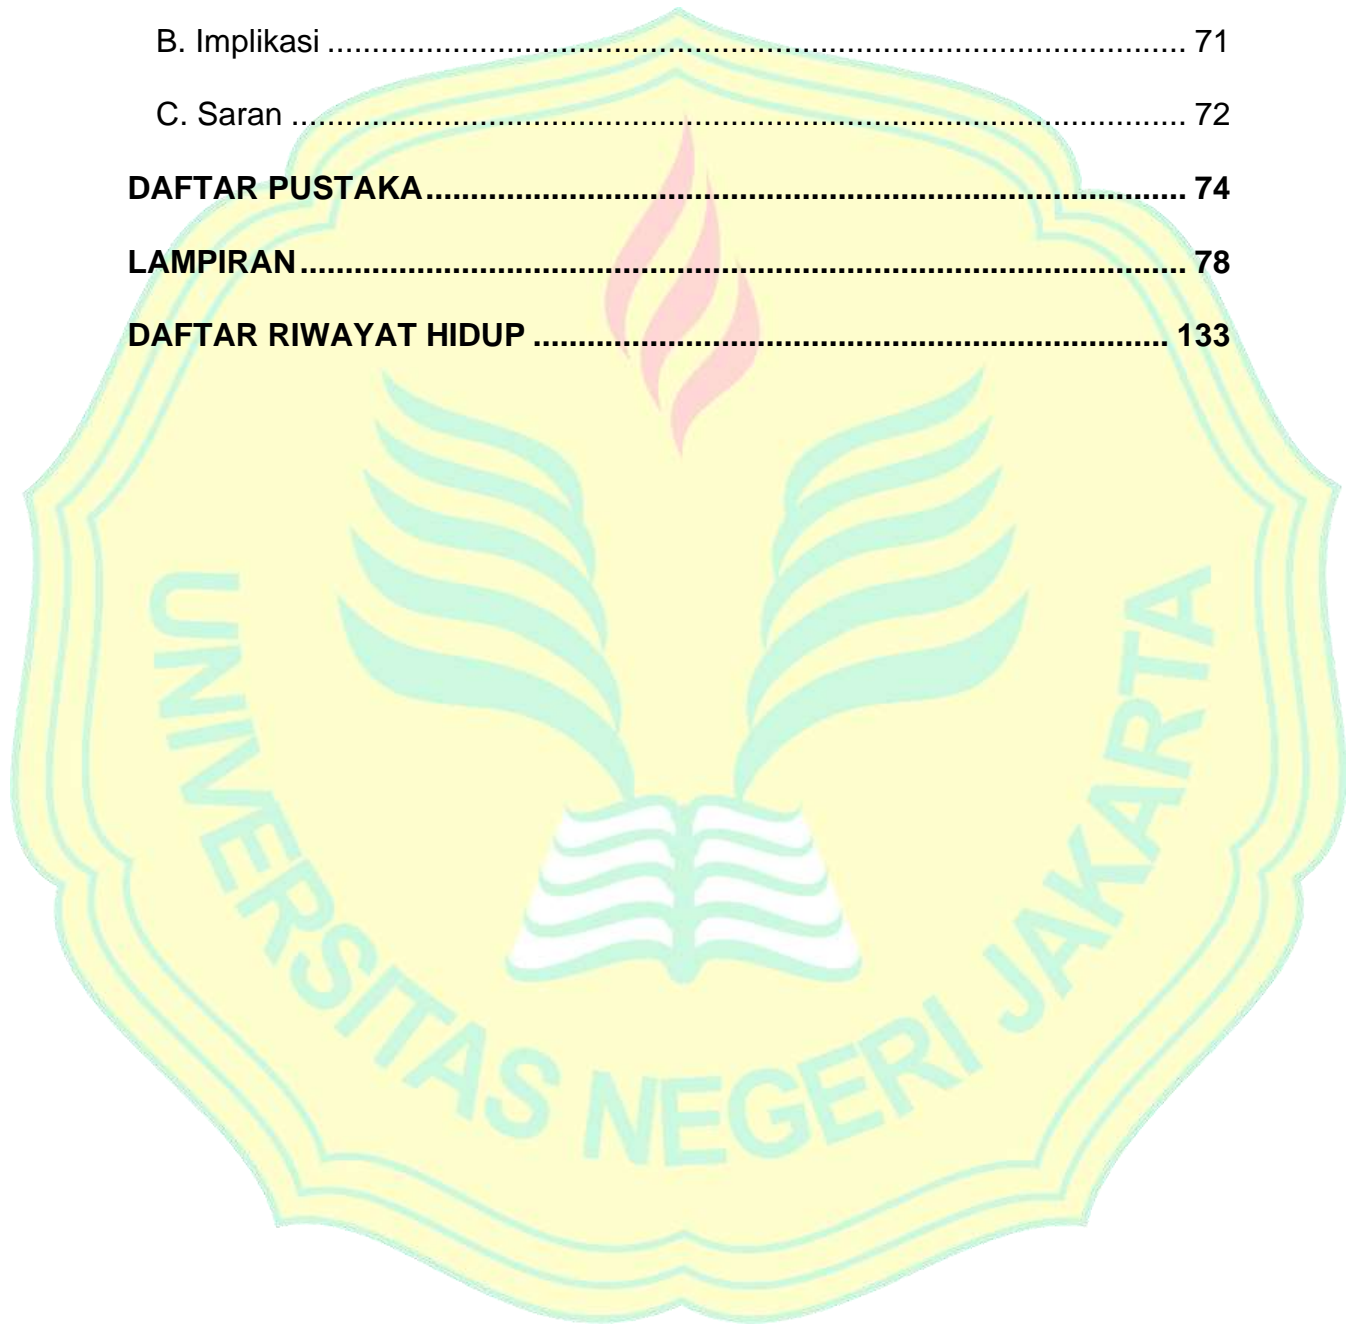 B. Implikasi ........................................................................................... 71
C. Saran ............................................................................................... 72
DAFTAR PUSTAKA.................................................................................... 74
LAMPIRAN................................................................................................. 78
DAFTAR RIWAYAT HIDUP ...................................................................... 133
UNIVERSITAS NEGERI JAKARTA